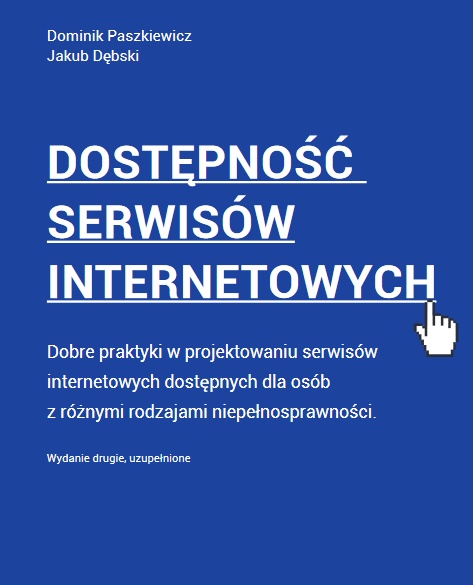 Dominik Paszkiewicz
Jakub Dębski
DOSTĘPNOŚĆ
SERWISÓW
INTERNETOWYCH
Dobre praktyki w projektowaniu serwisów
internetowych dostępnych dla osób
z różnymi rodzajami niepełnosprawności.
Wydanie drugie, uzupełnione